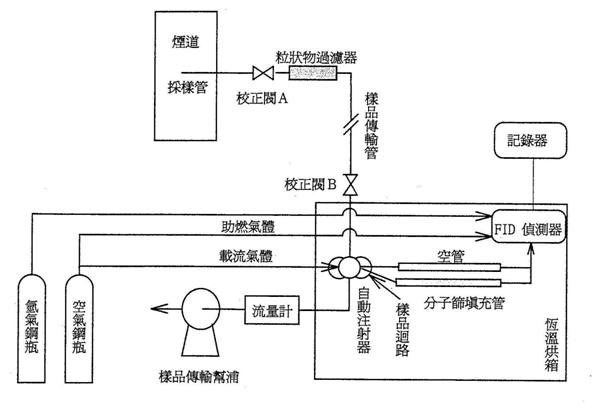 煙道
採樣管
校正閥A
粒狀物過濾器
樣品傳輸管
校正閥B
記錄器
FID 偵測器
助燃氣體
載流氣體
空管
分子篩填充管
自動注射器
樣品迴路
恆溫烘箱
流量計
樣品傳輸幫浦
氫氣鋼瓶
空氣鋼瓶